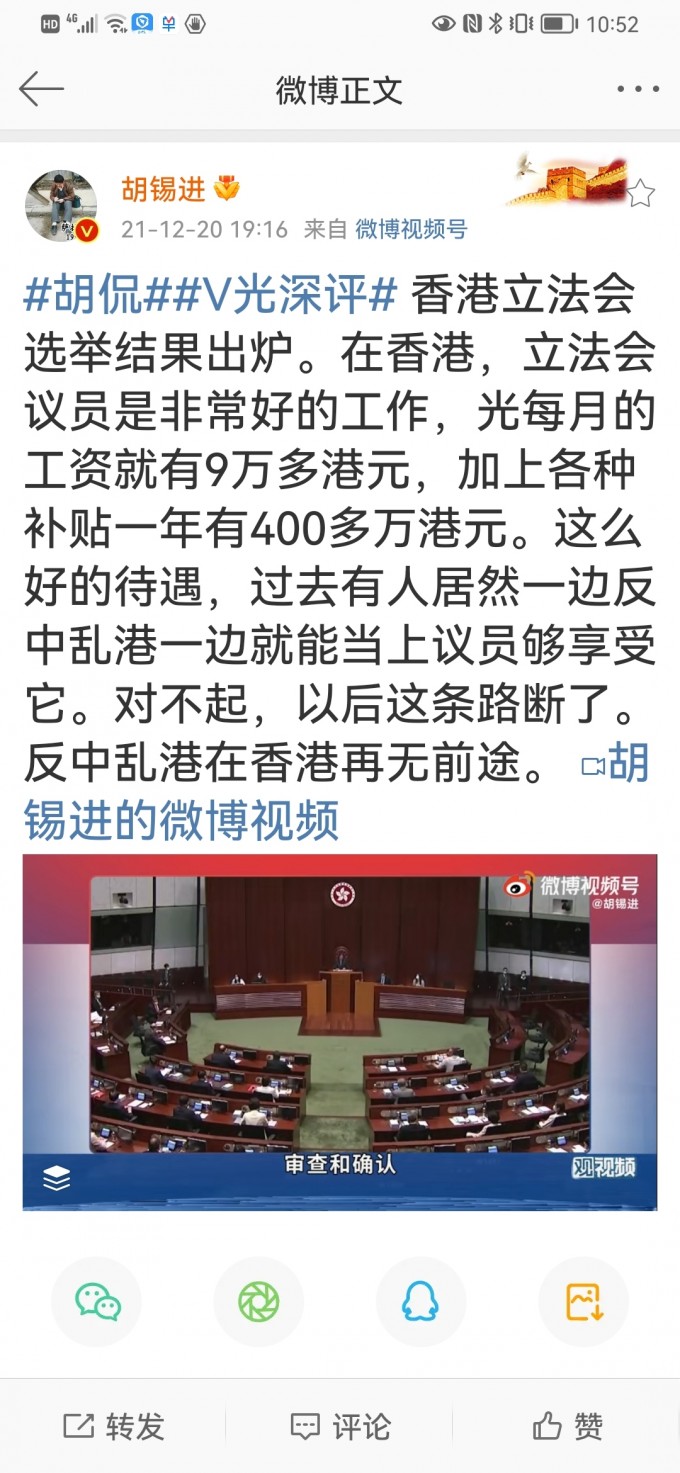 HD 4G 10:52
微博正文
胡锡进
21-12-20 19:16 来自 微博视频号
#胡侃##V光深评# 香港立法会
选举结果出炉。在香港，立法会
议员是非常好的工作，光每月的
工资就有9万多港元，加上各种
补贴一年有400多万港元。这么
好的待遇，过去有人居然一边反
中乱港一边就能当上议员够享受
它。对不起，以后这条路断了。
反中乱港在香港再无前途。 胡
锡进的微博视频
微博视频号
@胡锡进
审查和确认
观视频
转发 评论 赞